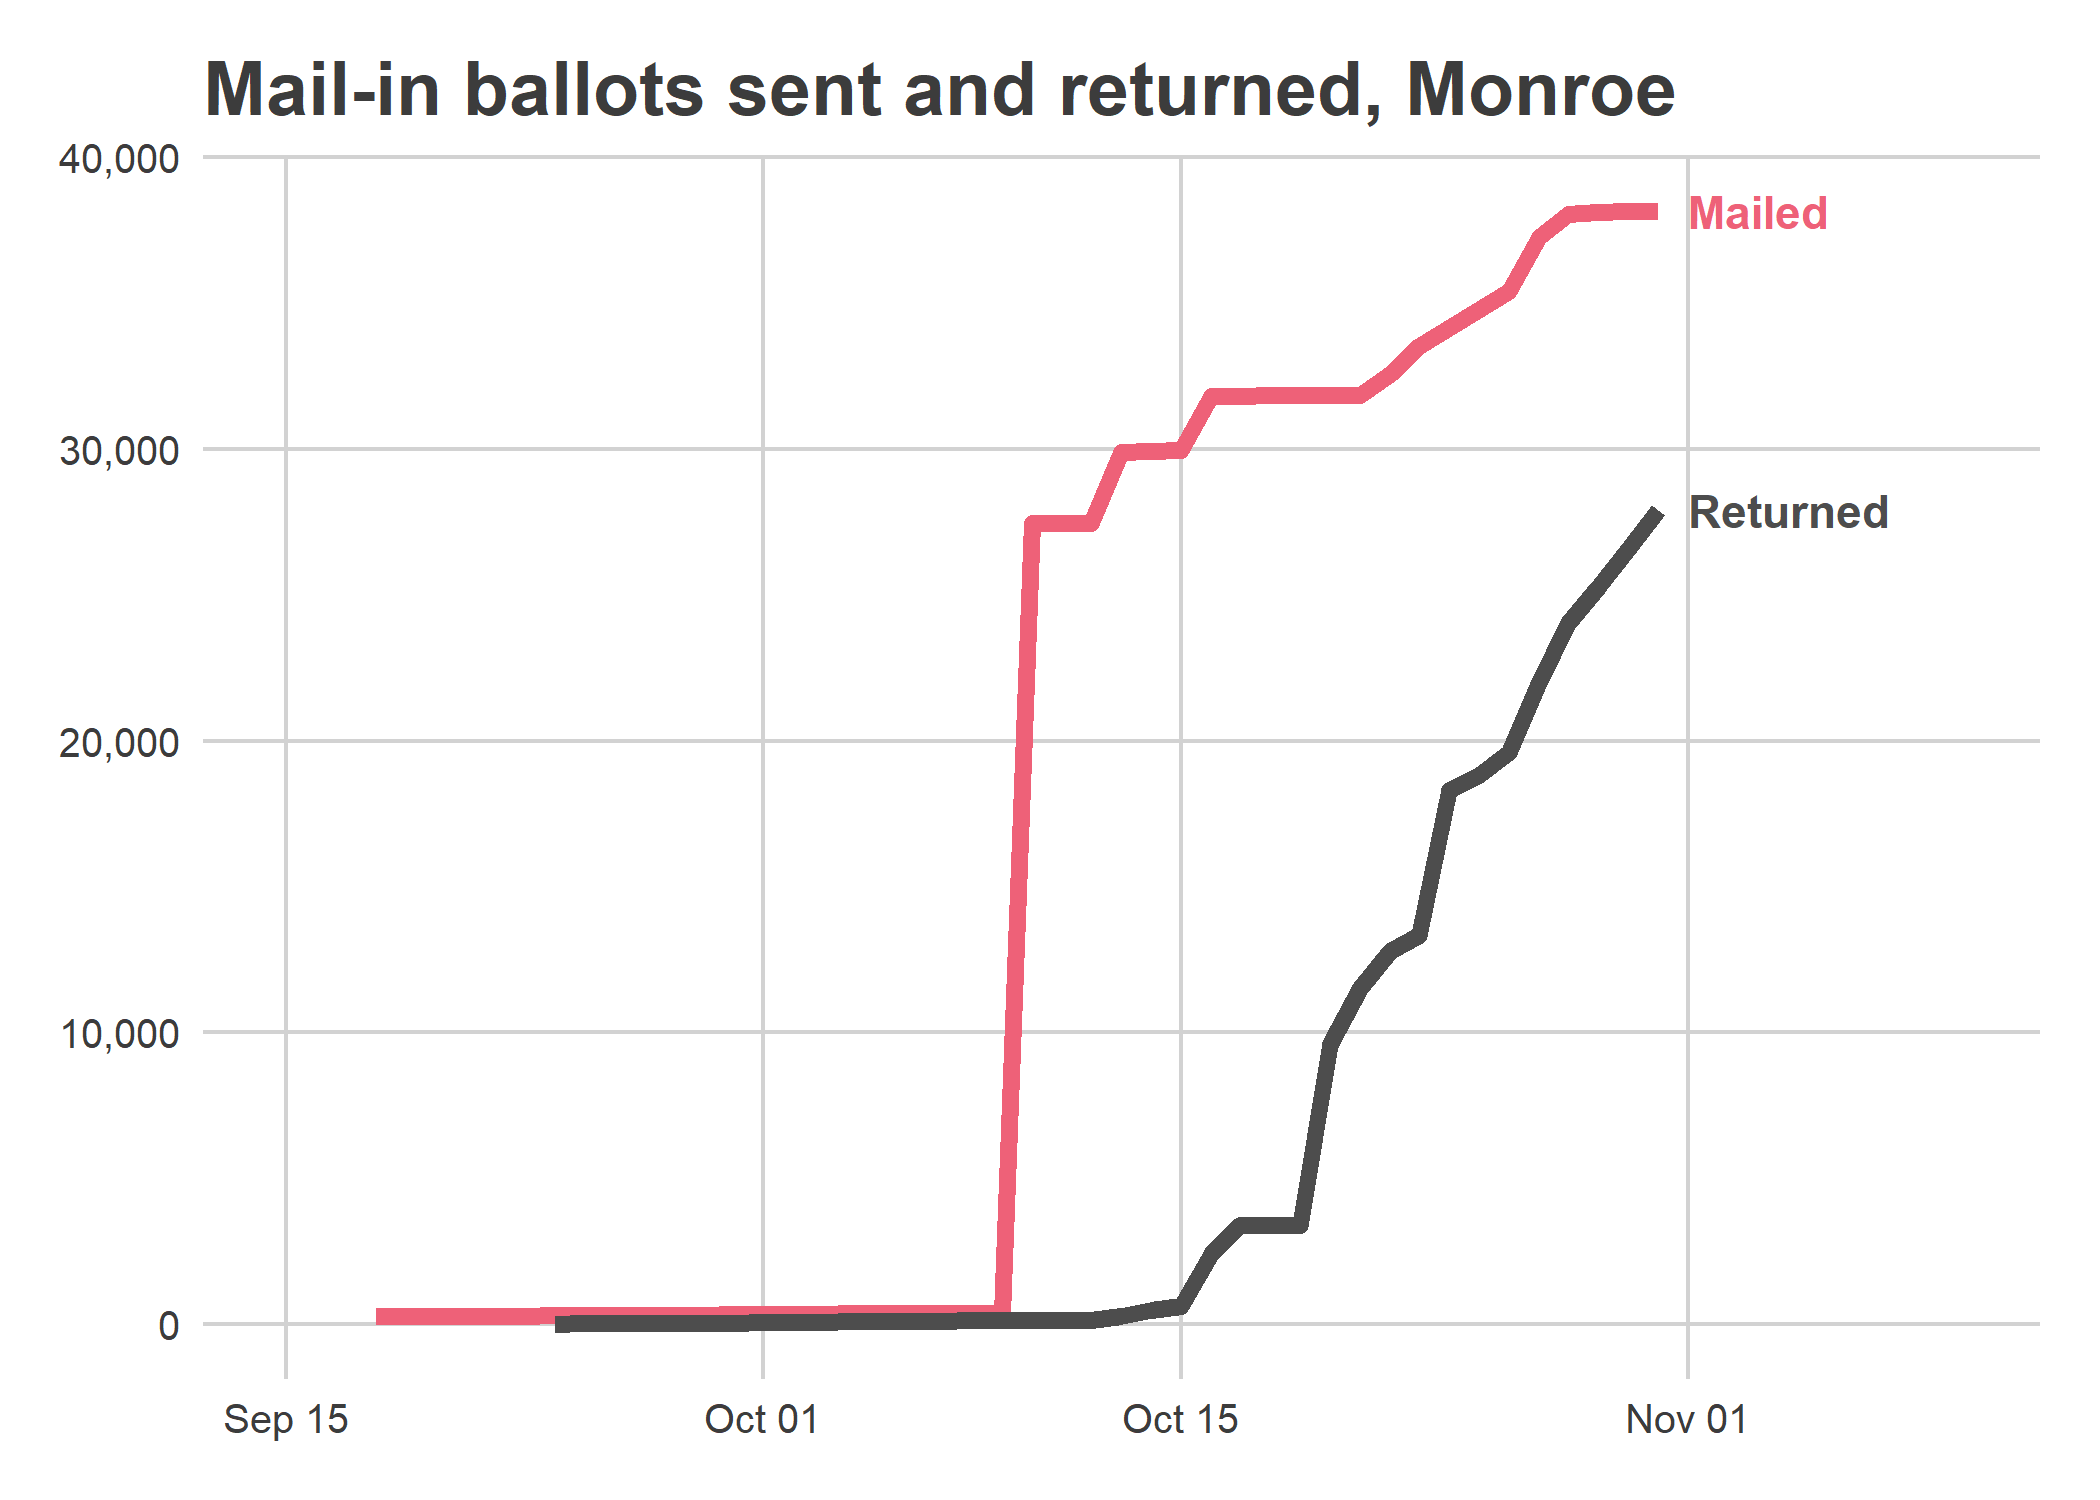 Mail-in ballots sent and returned, Monroe
40,000
Mailed
30,000
Returned
20,000
10,000
0
Sep 15 Oct 01 Oct 15 Nov 01